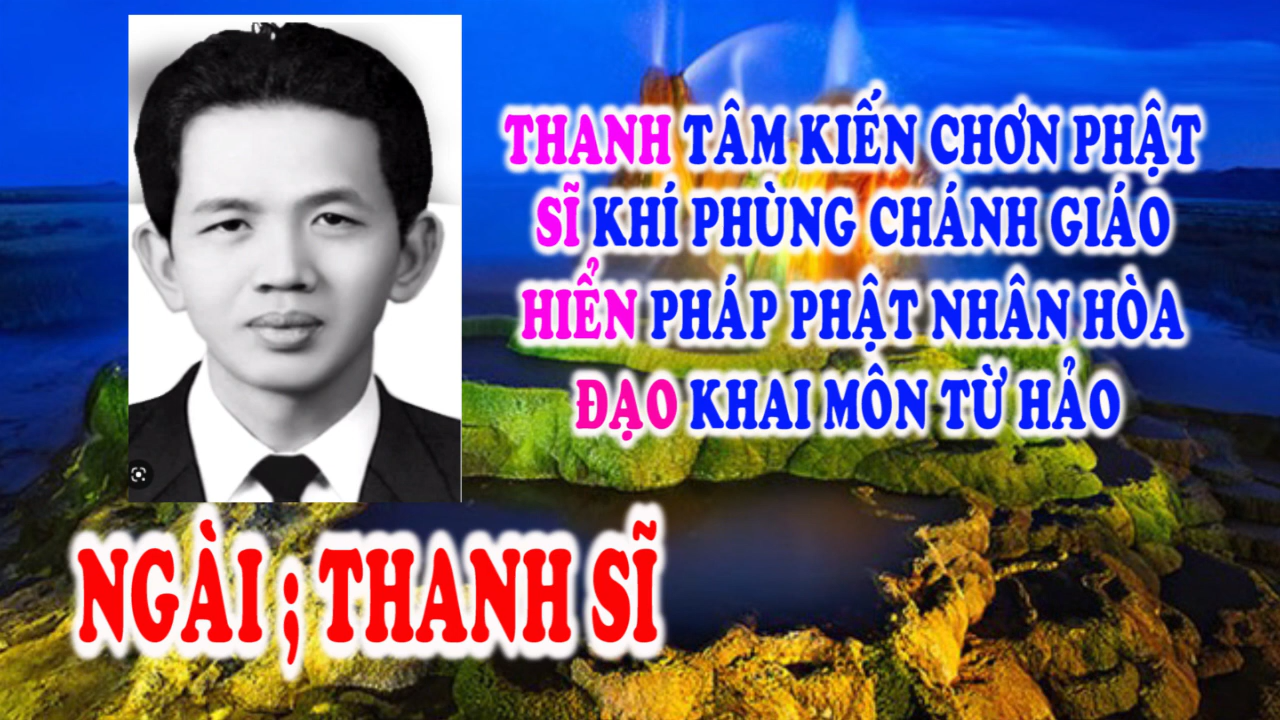 THANH TÂM KIẾN CHƠN PHẬT
SĨ KHÍ PHÙNG CHÁNH GIÁO
HIỂN PHÁP PHẬT NHÂN HÒA
ĐẠO KHAI MÔN TỪ HẢO
NGÀI ; THANH SĨ